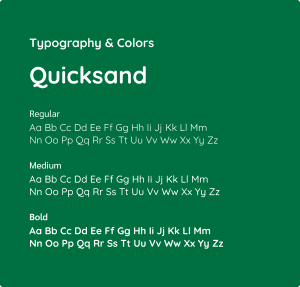 Typography & Colors
Quicksand
Regular
Aa Bb Cc Dd Ee Ff Gg Hh Ii Jj Kk Ll Mm
Nn Oo Pp Qq Rr Ss Tt Uu Vv Ww Xx Yy Zz
Medium
Aa Bb Cc Dd Ee Ff Gg Hh Ii Jj Kk Ll Mm
Nn Oo Pp Qq Rr Ss Tt Uu Vv Ww Xx Yy Zz
Bold
Aa Bb Cc Dd Ee Ff Gg Hh Ii Jj Kk Ll Mm
Nn Oo Pp Qq Rr Ss Tt Uu Vv Ww Xx Yy Zz